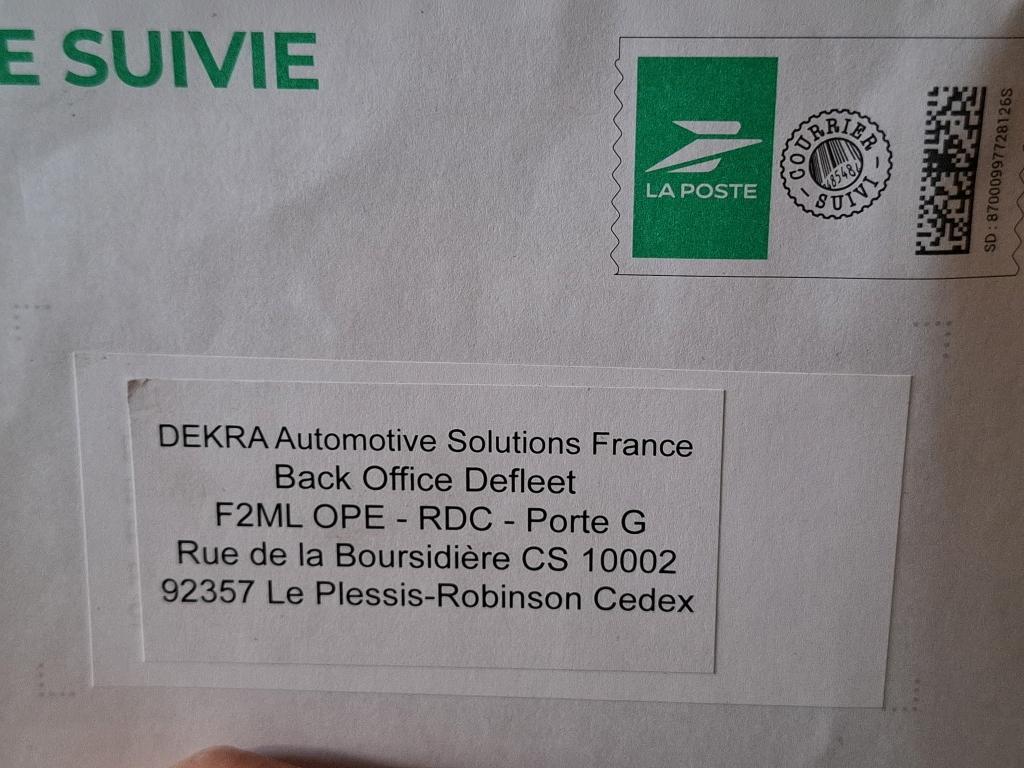 E SUIVIE
LA POSTE
COURRIER
SUIVI
SD : 87000997728126S
DEKRA Automotive Solutions France
Back Office Defleet
F2ML OPE - RDC - Porte G
Rue de la Boursidière CS 10002
92357 Le Plessis-Robinson Cedex